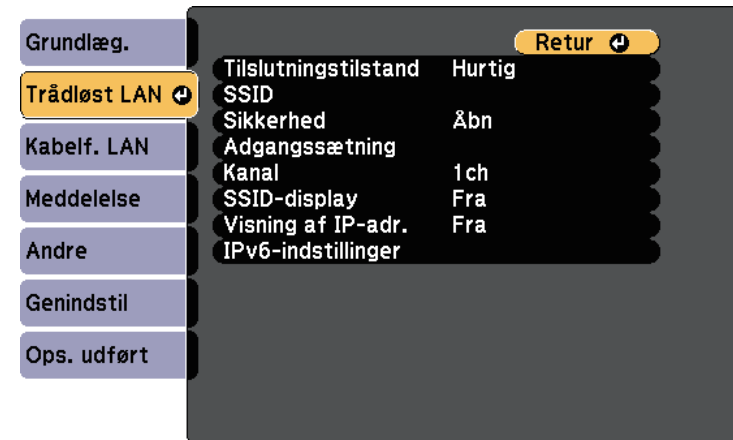 Grundlæg.
Trådløst LAN
Kabelf. LAN
Meddelelse
Andre
Genindstil
Ops. udført
Retur
Tilslutningstilstand Hurtig
SSID
Sikkerhed Åbn
Adgangssætning
Kanal 1ch
SSID-display Fra
Visning af IP-adr. Fra
IPv6-indstillinger